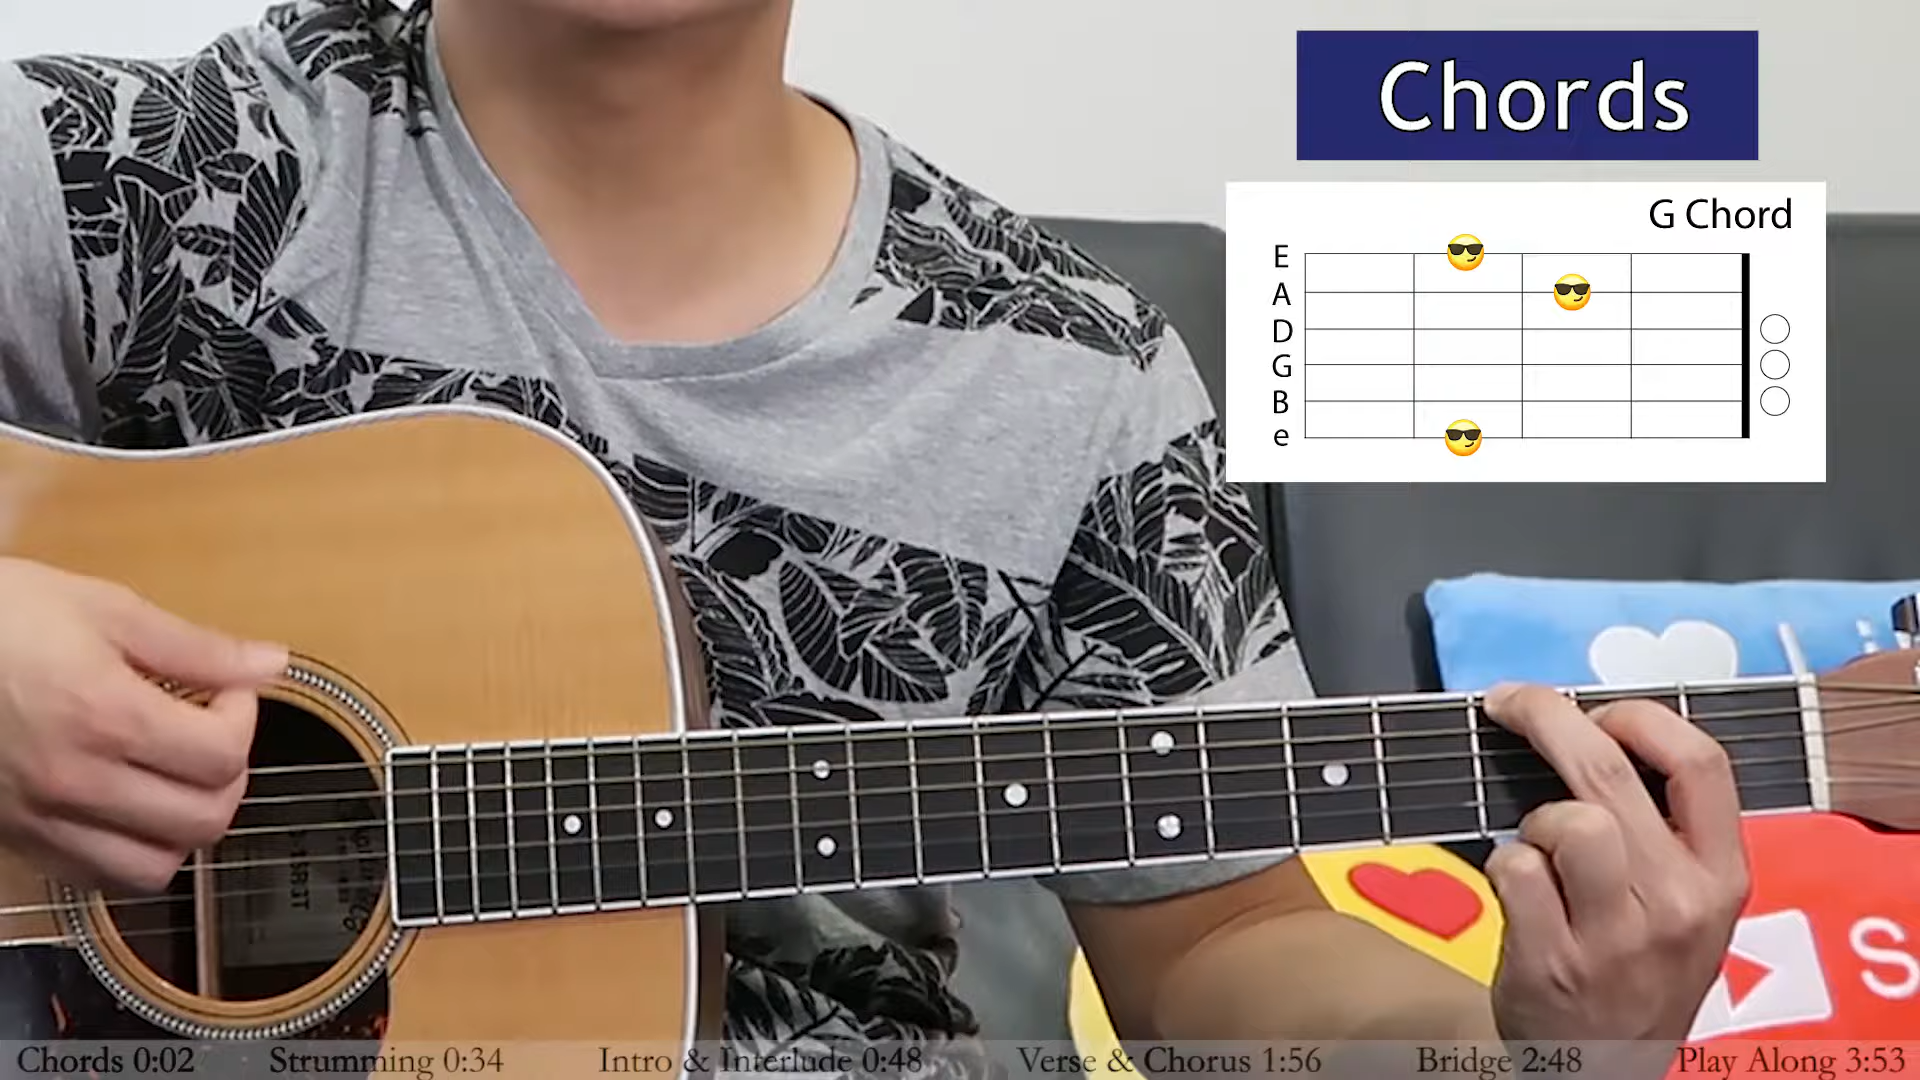 Chords
G Chord
E
A
D
G
B
e
S
Chords 0:02 Strumming 0:34 Intro & Interlude 0:48 Verse & Chorus 1:56 Bridge 2:48 Play Along 3:53